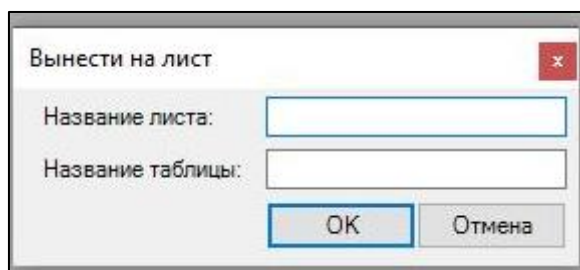 Вынести на лист
x
Название листа:
Название таблицы:
OK Отмена